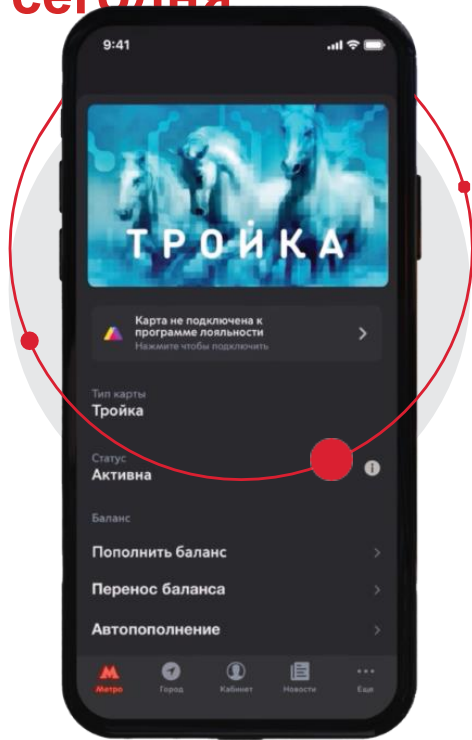 сегодня
9:41
ТРОЙКА
Карта не подключена к
программе лояльности
Нажмите чтобы подключить
Тип карты
Тройка
Статус
Активна
Баланс
Пополнить баланс
Перенос баланса
Автопополнение
Метро Город Кабинет Новости Еще